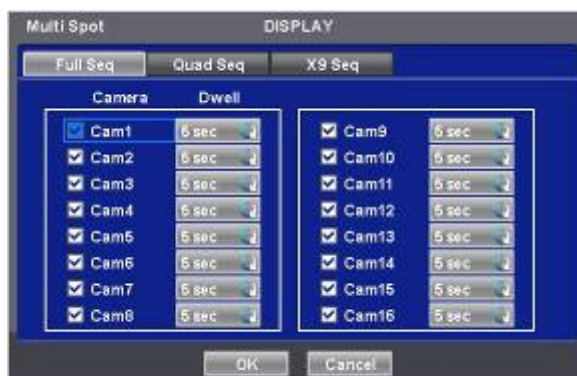 Multi Spot DISPLAY
Full Seq Quad Seq X9 Seq
Camera Dwell
Cam1 5 sec
Cam2 5 sec
Cam3 5 sec
Cam4 5 sec
Cam5 5 sec
Cam6 5 sec
Cam7 5 sec
Cam8 5 sec
Cam9 5 sec
Cam10 5 sec
Cam11 5 sec
Cam12 5 sec
Cam13 5 sec
Cam14 5 sec
Cam15 5 sec
Cam16 5 sec
OK Cancel